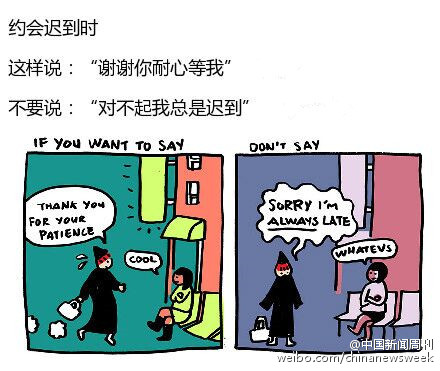 约会迟到时
这样说：“谢谢你耐心等我”
不要说：“对不起我总是迟到”
IF YOU WANT TO SAY
DON'T SAY
THANK YOU
FOR YOUR
PATIENCE
COOL
SORRY I'M
ALWAYS LATE
WHATEVS
@中国新闻周刊
weibo.com/chinanewsweek